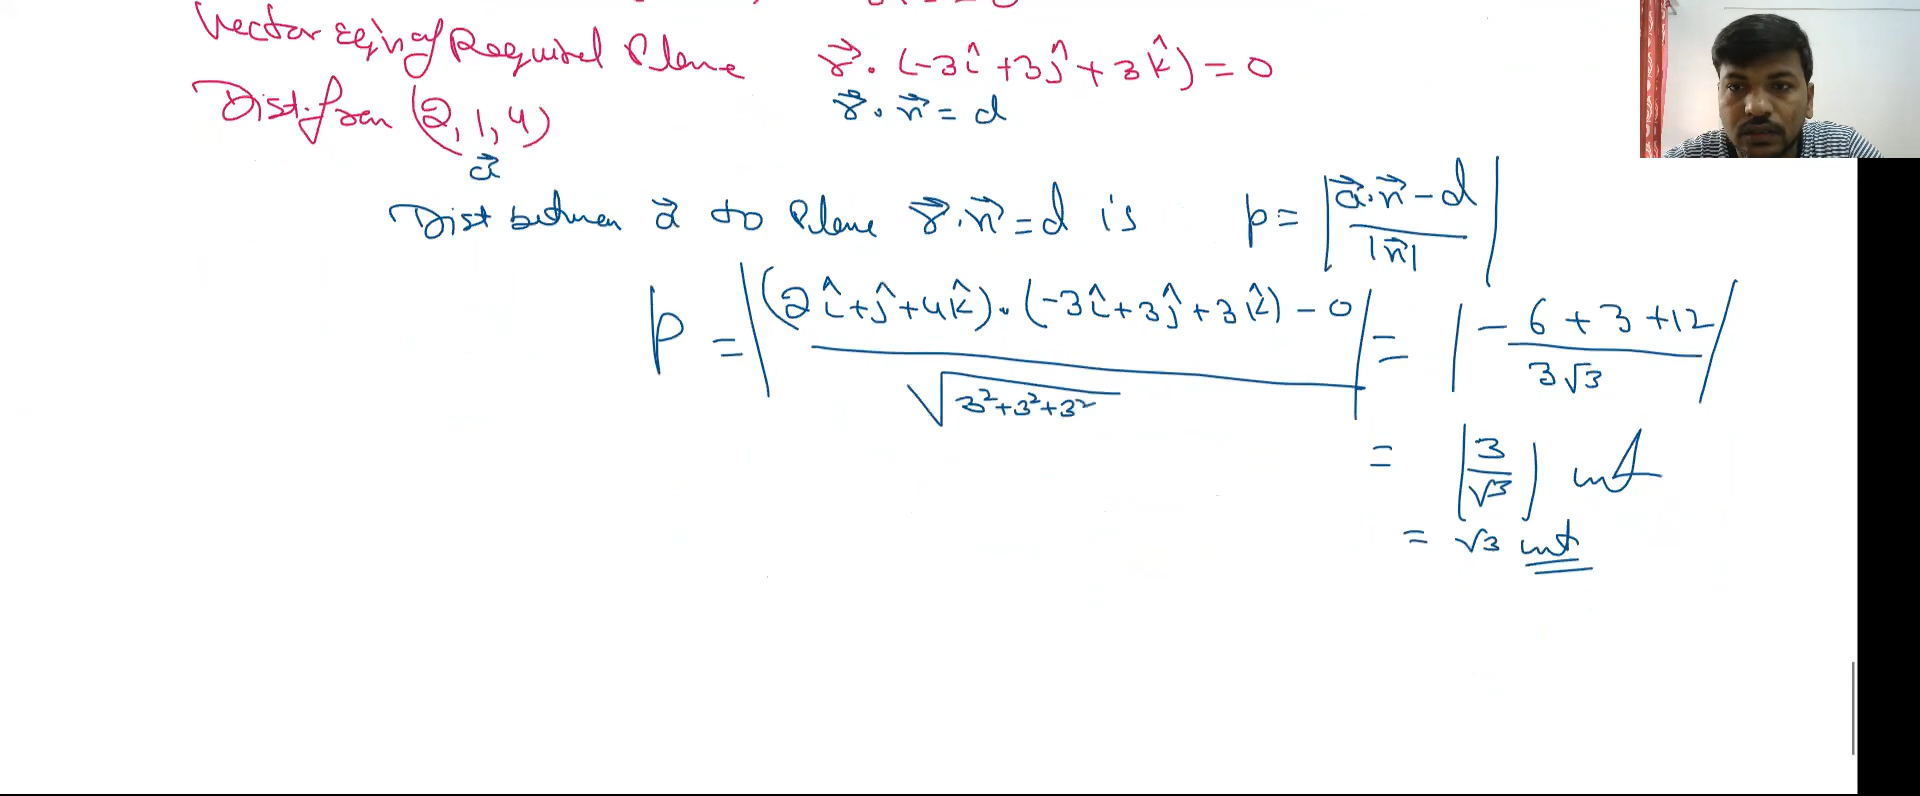 Vector Eqn of Required Plane r⃗. (-3î+3ĵ+3k̂)=0
Dist. from (2,1,4) r⃗. n⃗ = d
a⃗
Dist between a⃗ to Plane r⃗.n⃗=d is p= |a⃗.n⃗-d / |n⃗||
p = |(2î+ĵ+4k̂).(-3î+3ĵ+3k̂)-0 / √3²+3²+3²| = |-6+3+12 / 3√3|
= |3/√3| unit
= √3 unit